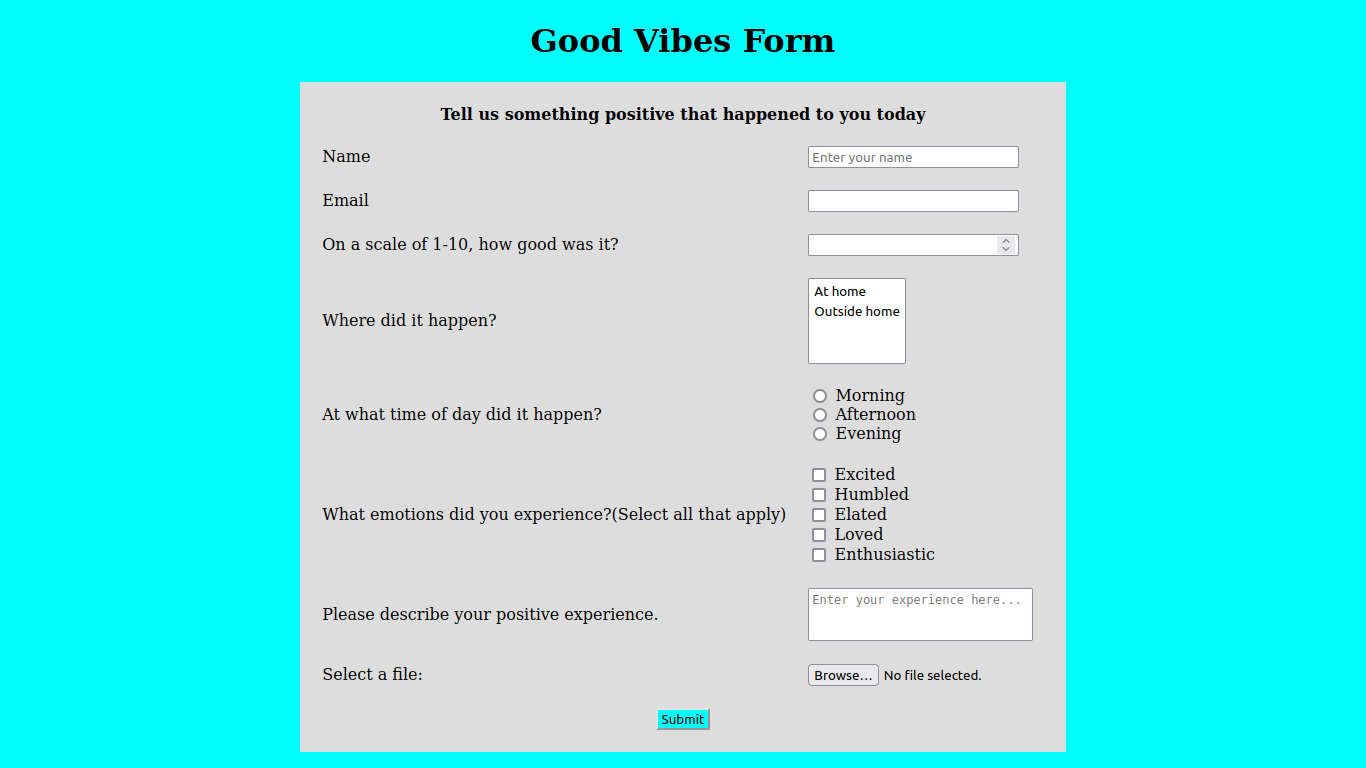 Good Vibes Form
Tell us something positive that happened to you today
Name Enter your name
Email
On a scale of 1-10, how good was it?
Where did it happen?
At home
Outside home
At what time of day did it happen?
Morning
Afternoon
Evening
What emotions did you experience?(Select all that apply)
Excited
Humbled
Elated
Loved
Enthusiastic
Please describe your positive experience.
Enter your experience here...
Select a file: Browse... No file selected.
Submit